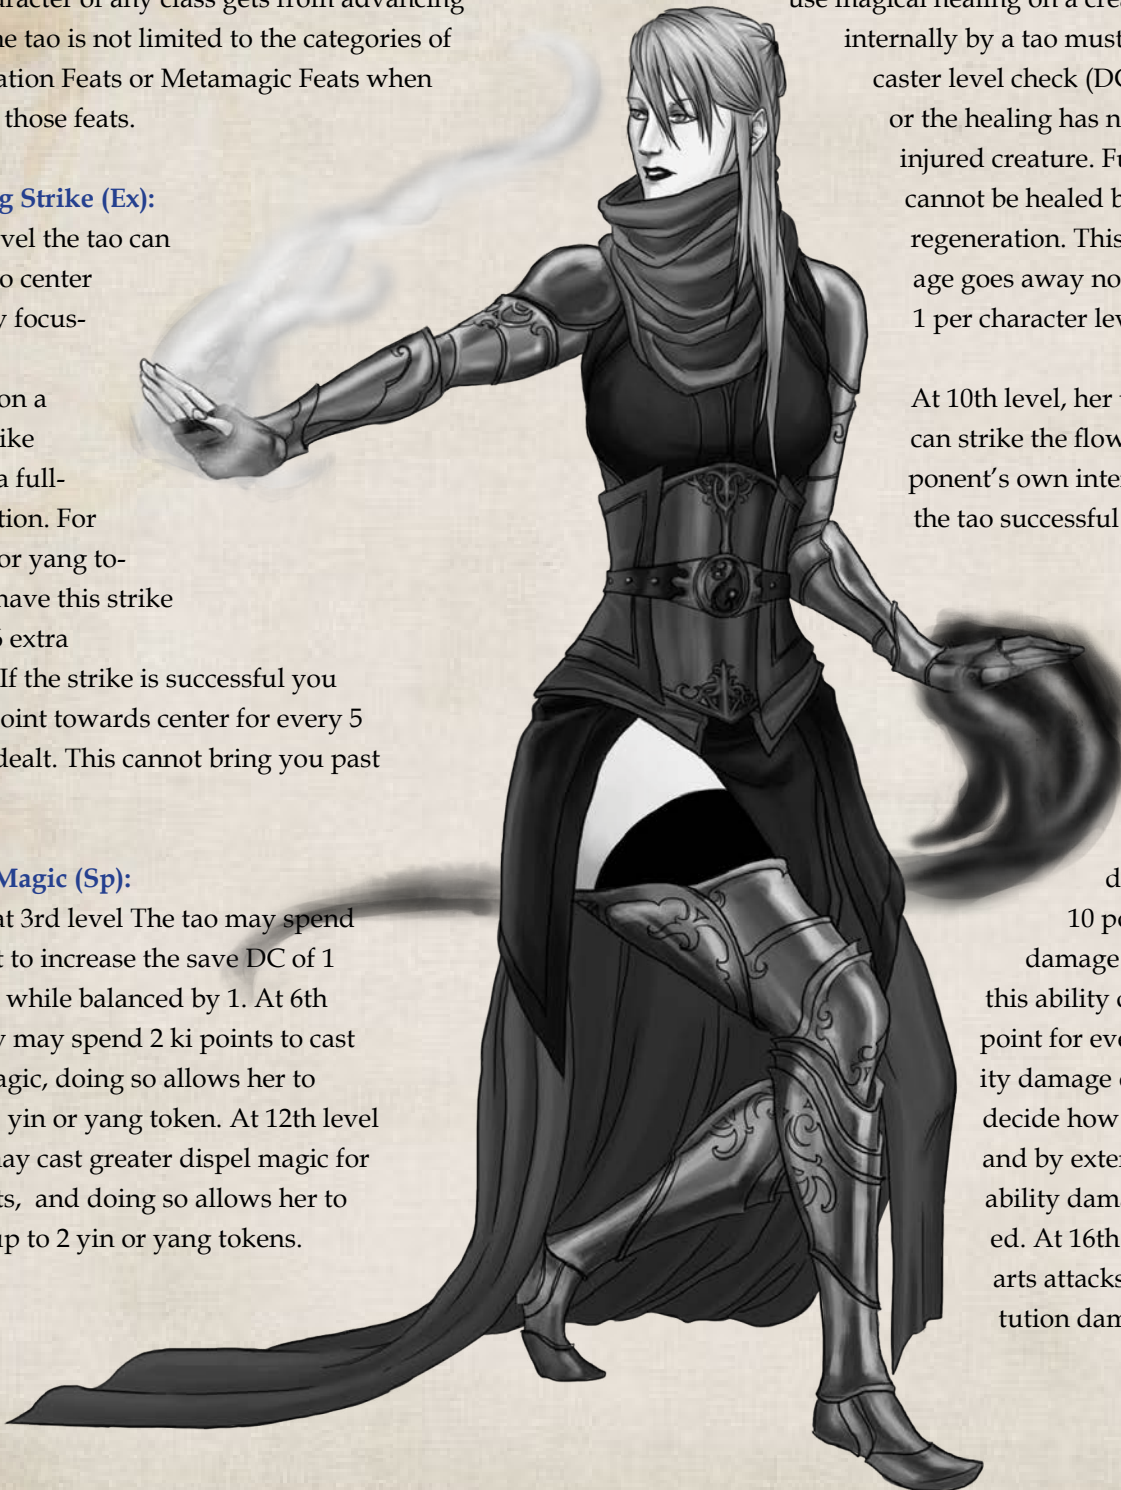 aracter of any class gets from advancing
ne tao is not limited to the categories of
ation Feats or Metamagic Feats when
those feats.
g Strike (Ex):
vel the tao can
o center
y focus-
on a
ike
a full-
tion. For
or yang to-
have this strike
6 extra
If the strike is successful you
oint towards center for every 5
dealt. This cannot bring you past
Magic (Sp):
at 3rd level The tao may spend
t to increase the save DC of 1
while balanced by 1. At 6th
y may spend 2 ki points to cast
agic, doing so allows her to
yin or yang token. At 12th level
may cast greater dispel magic for
ts, and doing so allows her to
up to 2 yin or yang tokens.
use magical healing on a crea
internally by a tao must
caster level check (DC
or the healing has n
injured creature. Fu
cannot be healed b
regeneration. This
age goes away no
1 per character lev
At 10th level, her
can strike the flow
ponent's own inter
the tao successful
d
10 po
damage
this ability
point for eve
ity damage
decide how
and by exter
ability dama
ed. At 16th
arts attacks
tution dam